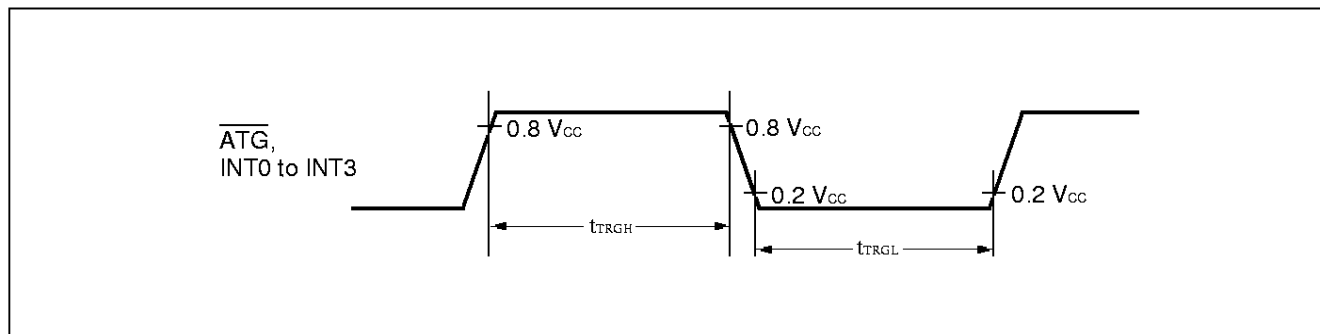 ATG,
INT0 to INT3
0.8 VCC
0.8 VCC
0.2 VCC
0.2 VCC
tTRGH
tTRGL